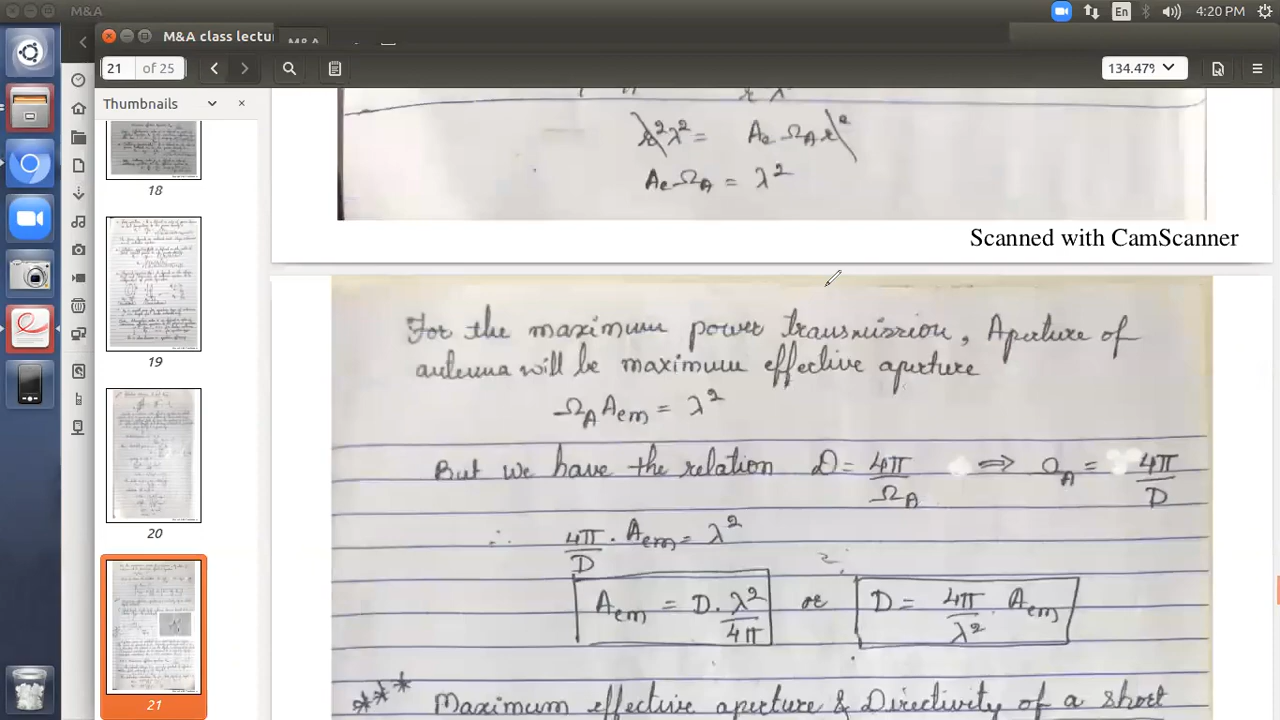 M&A
En
4:20 PM
M&A class lectu
M&A
21 of 25
134.47%
Thumbnails
18
19
20
21
r²λ² = Ae ΩA r²
Ae ΩA = λ²
Scanned with CamScanner
For the maximum power transmission, Aperture of
antenna will be maximum effective aperture
ΩA Aem = λ²
But we have the relation D = 4π/ΩA ⇒ ΩA = 4π/D
∴ 4π/D · Aem = λ²
Aem = D · λ²/4π or D = 4π/λ² · Aem
*** Maximum effective aperture & Directivity of a short